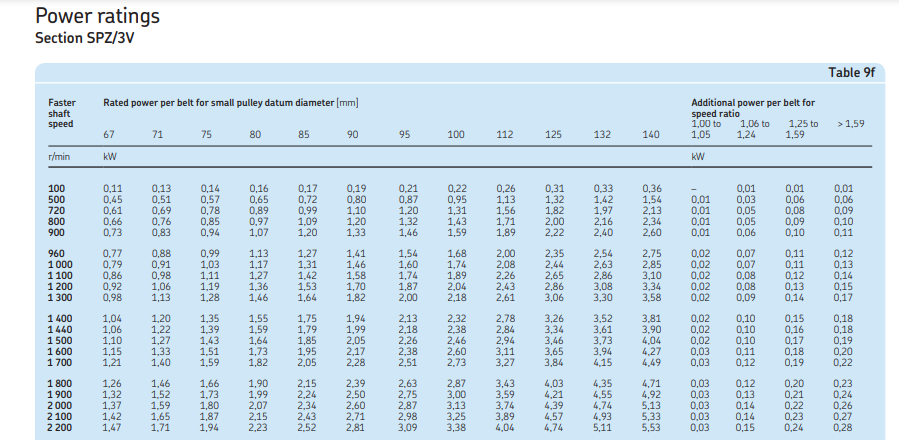 Power ratings
Section SPZ/3V
Table 9f
Faster shaft speed Rated power per belt for small pulley datum diameter [mm] Additional power per belt for speed ratio
67 71 75 80 85 90 95 100 112 125 132 140 1,00 to 1,05 1,06 to 1,24 1,25 to 1,59 > 1,59
r/min kW kW
100 0,11 0,13 0,14 0,16 0,17 0,19 0,21 0,22 0,26 0,31 0,33 0,36 – 0,01 0,01 0,01
500 0,45 0,51 0,57 0,65 0,72 0,80 0,87 0,95 1,13 1,32 1,42 1,54 0,01 0,03 0,06 0,06
720 0,61 0,69 0,78 0,89 0,99 1,10 1,20 1,31 1,56 1,82 1,97 2,13 0,01 0,05 0,08 0,09
800 0,66 0,76 0,85 0,97 1,09 1,20 1,32 1,43 1,71 2,00 2,16 2,34 0,01 0,05 0,09 0,10
900 0,73 0,83 0,94 1,07 1,20 1,33 1,46 1,59 1,89 2,22 2,40 2,60 0,01 0,06 0,10 0,11
960 0,77 0,88 0,99 1,13 1,27 1,41 1,54 1,68 2,00 2,35 2,54 2,75 0,02 0,07 0,11 0,12
1 000 0,79 0,91 1,03 1,17 1,31 1,46 1,60 1,74 2,08 2,44 2,63 2,85 0,02 0,07 0,11 0,13
1 100 0,86 0,98 1,11 1,27 1,42 1,58 1,74 1,89 2,26 2,65 2,86 3,10 0,02 0,08 0,12 0,14
1 200 0,92 1,06 1,19 1,36 1,53 1,70 1,87 2,04 2,43 2,86 3,08 3,34 0,02 0,08 0,13 0,15
1 300 0,98 1,13 1,28 1,46 1,64 1,82 2,00 2,18 2,61 3,06 3,30 3,58 0,02 0,09 0,14 0,17
1 400 1,04 1,20 1,35 1,55 1,75 1,94 2,13 2,32 2,78 3,26 3,52 3,81 0,02 0,10 0,15 0,18
1 440 1,06 1,22 1,39 1,59 1,79 1,99 2,18 2,38 2,84 3,34 3,61 3,90 0,02 0,10 0,16 0,18
1 500 1,10 1,27 1,43 1,64 1,85 2,05 2,26 2,46 2,94 3,46 3,73 4,04 0,02 0,10 0,17 0,19
1 600 1,15 1,33 1,51 1,73 1,95 2,17 2,38 2,60 3,11 3,65 3,94 4,27 0,03 0,11 0,18 0,20
1 700 1,21 1,40 1,59 1,82 2,05 2,28 2,51 2,73 3,27 3,84 4,15 4,49 0,03 0,12 0,19 0,22
1 800 1,26 1,46 1,66 1,90 2,15 2,39 2,63 2,87 3,43 4,03 4,35 4,71 0,03 0,12 0,20 0,23
1 900 1,32 1,52 1,73 1,99 2,24 2,50 2,75 3,00 3,59 4,21 4,55 4,92 0,03 0,13 0,21 0,24
2 000 1,37 1,59 1,80 2,07 2,34 2,60 2,87 3,13 3,74 4,39 4,74 5,13 0,03 0,14 0,22 0,26
2 100 1,42 1,65 1,87 2,15 2,43 2,71 2,98 3,25 3,89 4,57 4,93 5,33 0,03 0,14 0,23 0,27
2 200 1,47 1,71 1,94 2,23 2,52 2,81 3,09 3,38 4,04 4,74 5,11 5,53 0,03 0,15 0,24 0,28